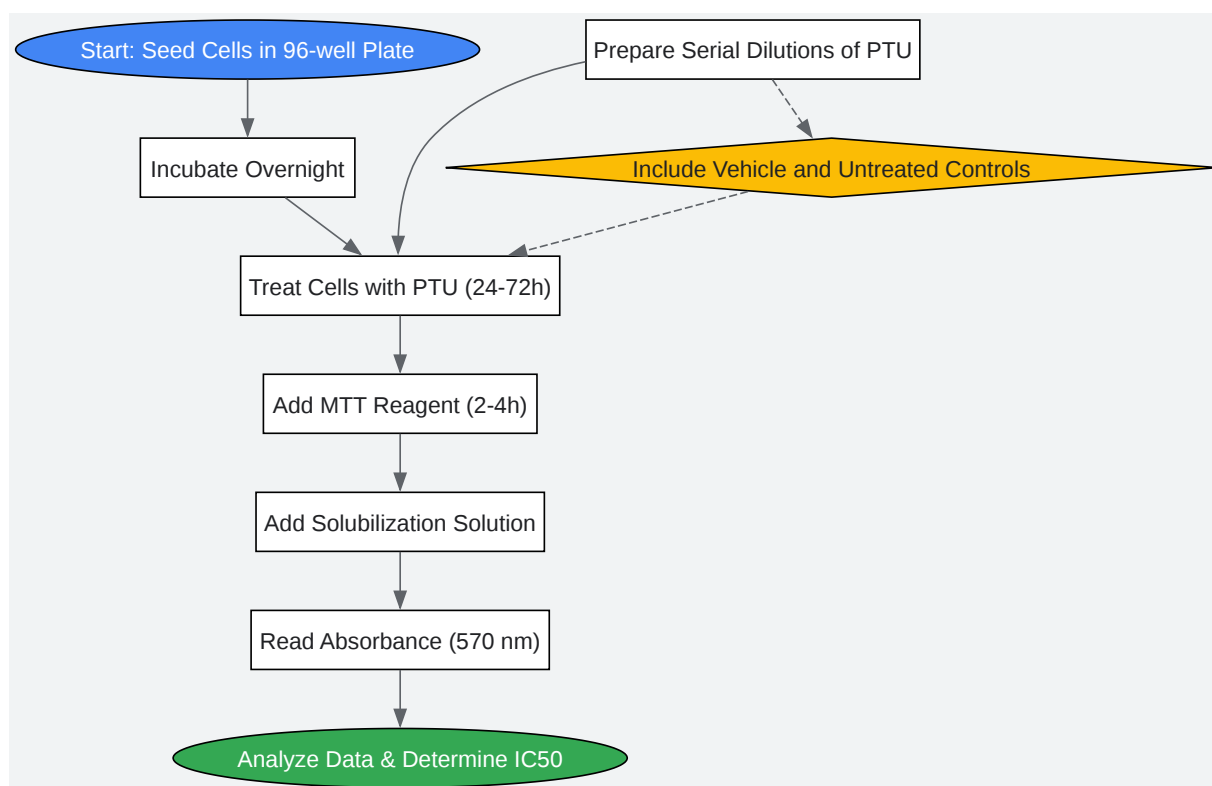 Start: Seed Cells in 96-well Plate
Prepare Serial Dilutions of PTU
Incubate Overnight
Include Vehicle and Untreated Controls
Treat Cells with PTU (24-72h)
Add MTT Reagent (2-4h)
Add Solubilization Solution
Read Absorbance (570 nm)
Analyze Data & Determine IC50